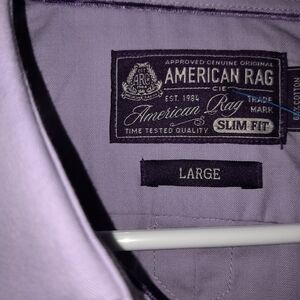 APPROVED GENUINE ORIGINAL
AMERICAN RAG
CIE
EST. 1984
TRADE
MARK
American Rag
TIME TESTED QUALITY
SLIM FIT
LARGE